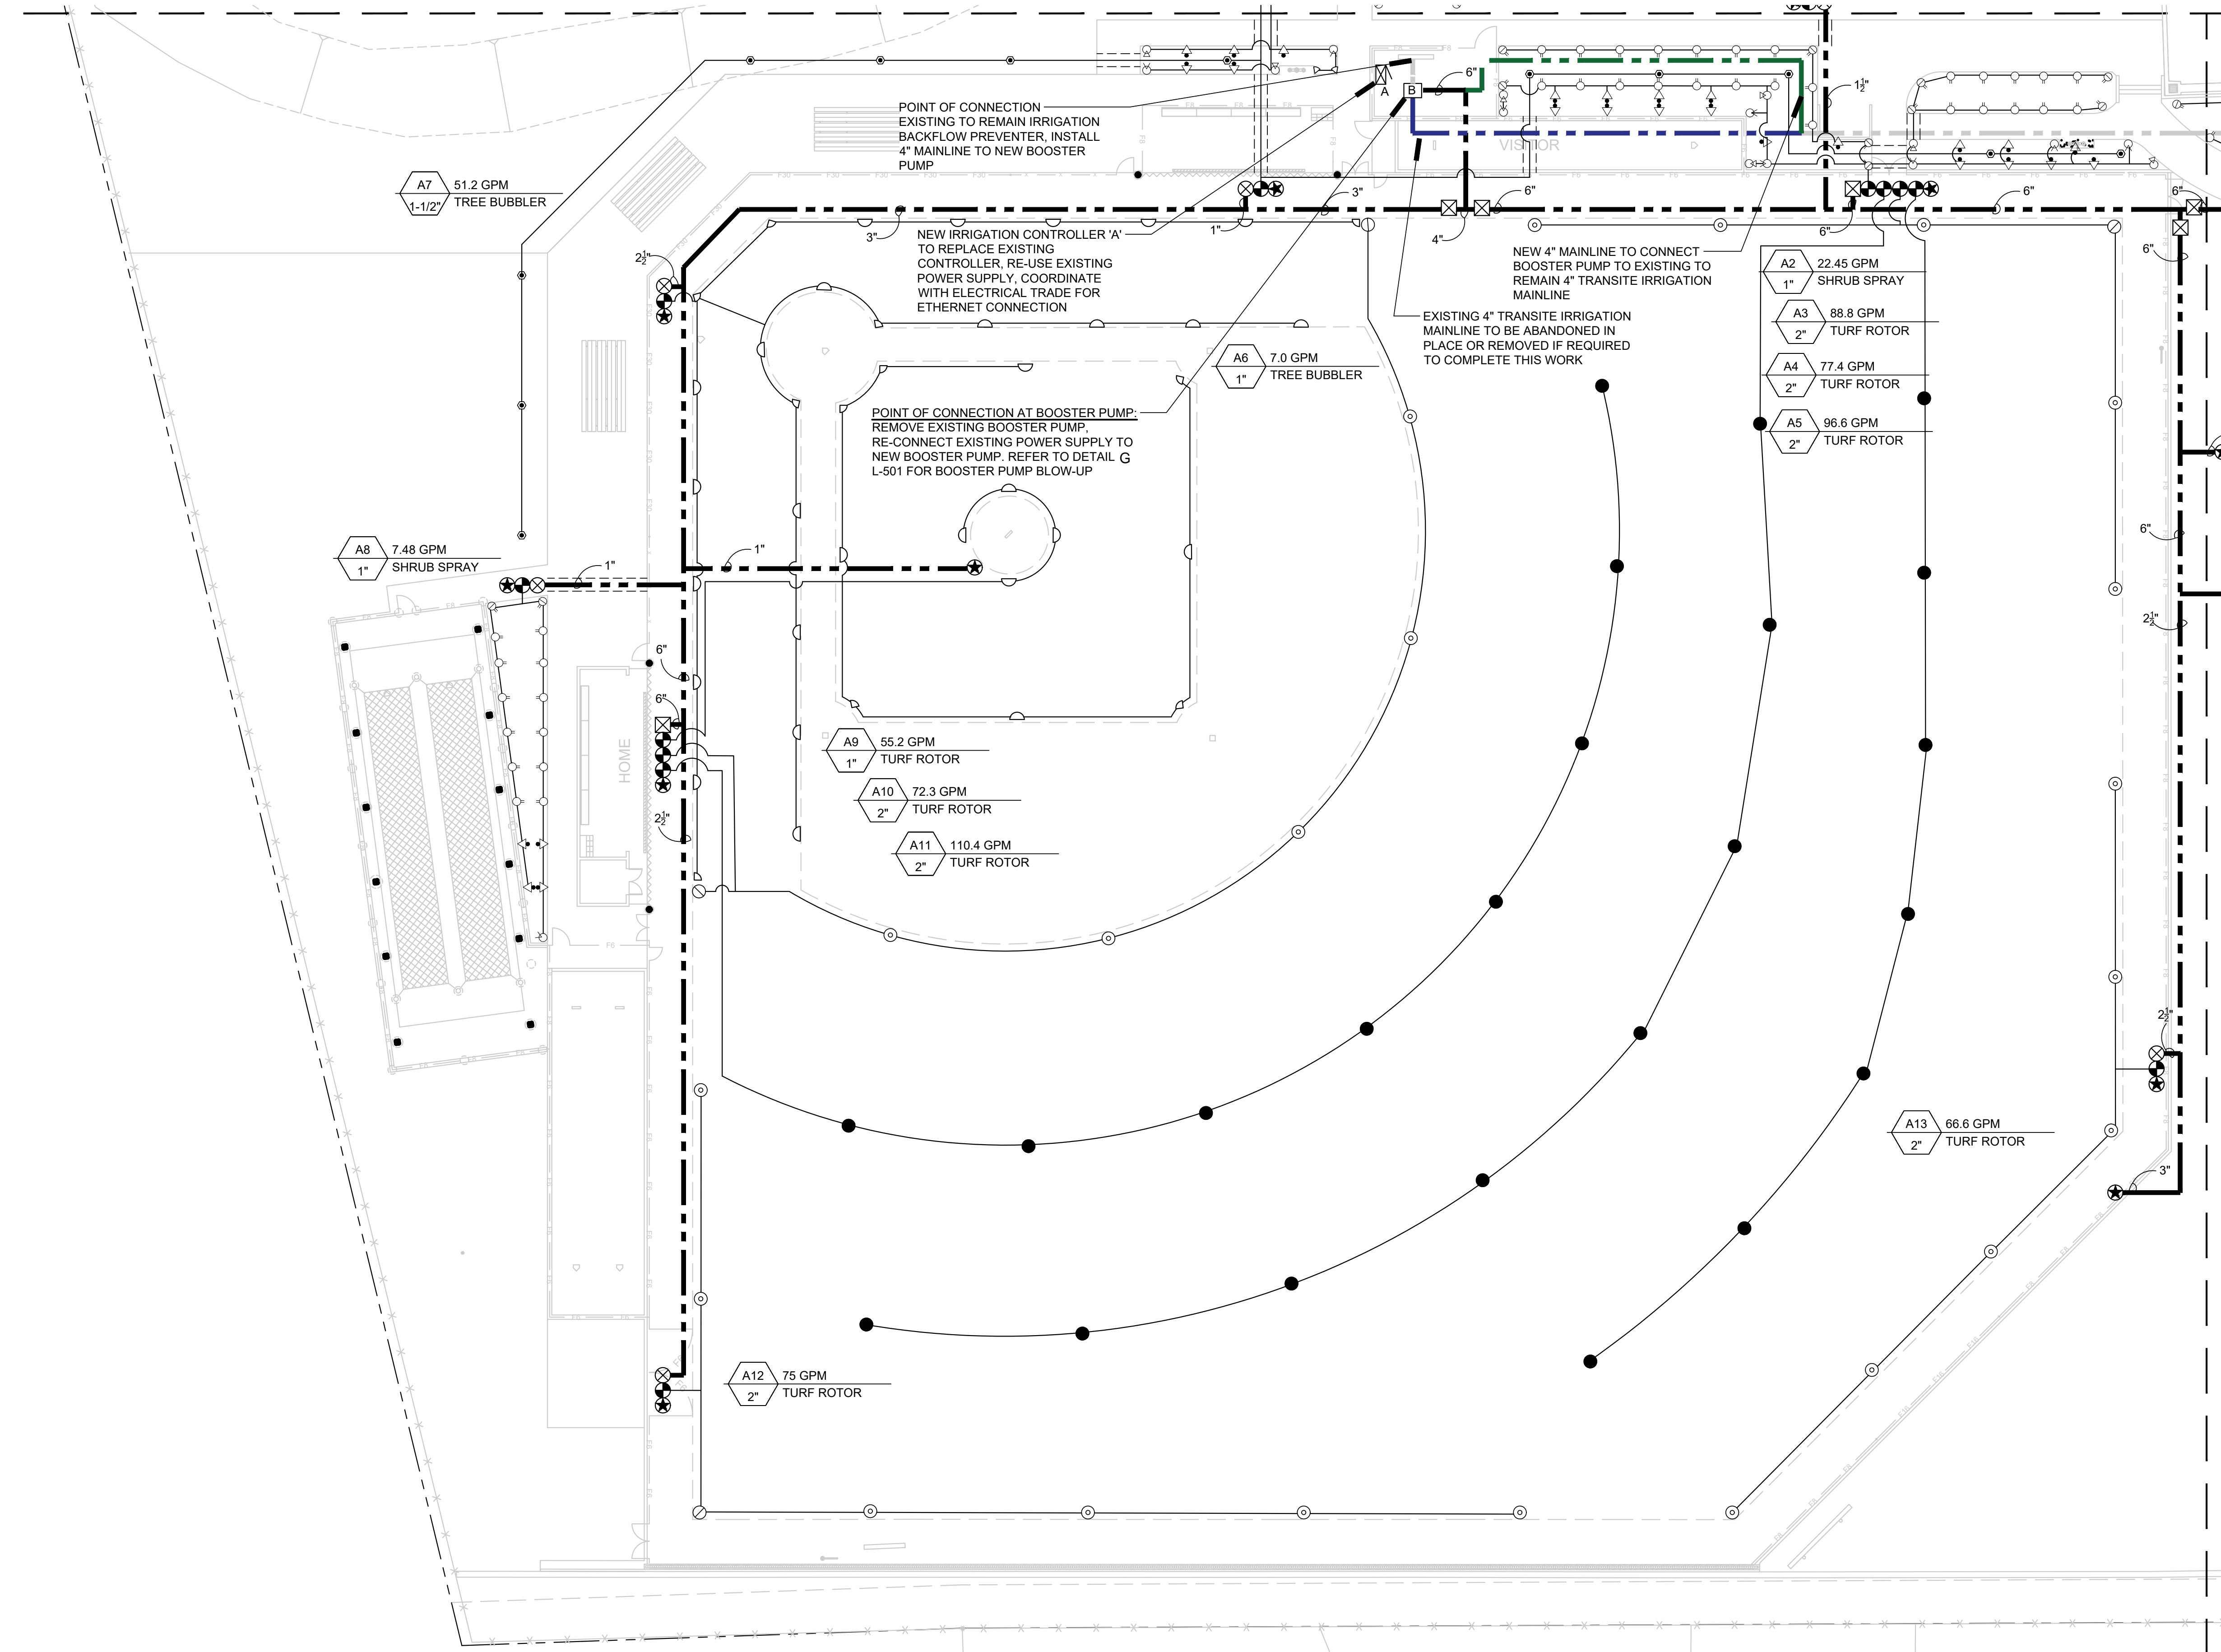 6"
1½"
A
B
POINT OF CONNECTION
EXISTING TO REMAIN IRRIGATION
BACKFLOW PREVENTER, INSTALL
4" MAINLINE TO NEW BOOSTER
PUMP
VISITOR
A7
1-1/2"
51.2 GPM
TREE BUBBLER
F30
F30
F30
F30
F8
F8
F6
F6
3"
3"
1"
6"
4"
6"
6"
6"
6"
2½"
NEW IRRIGATION CONTROLLER 'A'
TO REPLACE EXISTING
CONTROLLER, RE-USE EXISTING
POWER SUPPLY, COORDINATE
WITH ELECTRICAL TRADE FOR
ETHERNET CONNECTION
NEW 4" MAINLINE TO CONNECT
BOOSTER PUMP TO EXISTING TO
REMAIN 4" TRANSITE IRRIGATION
MAINLINE
A2
1"
22.45 GPM
SHRUB SPRAY
A3
2"
88.8 GPM
TURF ROTOR
EXISTING 4" TRANSITE IRRIGATION
MAINLINE TO BE ABANDONED IN
PLACE OR REMOVED IF REQUIRED
TO COMPLETE THIS WORK
A6
1"
7.0 GPM
TREE BUBBLER
A4
2"
77.4 GPM
TURF ROTOR
A5
2"
96.6 GPM
TURF ROTOR
POINT OF CONNECTION AT BOOSTER PUMP:
REMOVE EXISTING BOOSTER PUMP,
RE-CONNECT EXISTING POWER SUPPLY TO
NEW BOOSTER PUMP. REFER TO DETAIL G
L-501 FOR BOOSTER PUMP BLOW-UP
A8
1"
7.48 GPM
SHRUB SPRAY
1"
1"
6"
2½"
6"
6"
HOME
2½"
A9
1"
55.2 GPM
TURF ROTOR
A10
2"
72.3 GPM
TURF ROTOR
A11
2"
110.4 GPM
TURF ROTOR
F6
2½"
A13
2"
66.6 GPM
TURF ROTOR
3"
A12
2"
75 GPM
TURF ROTOR